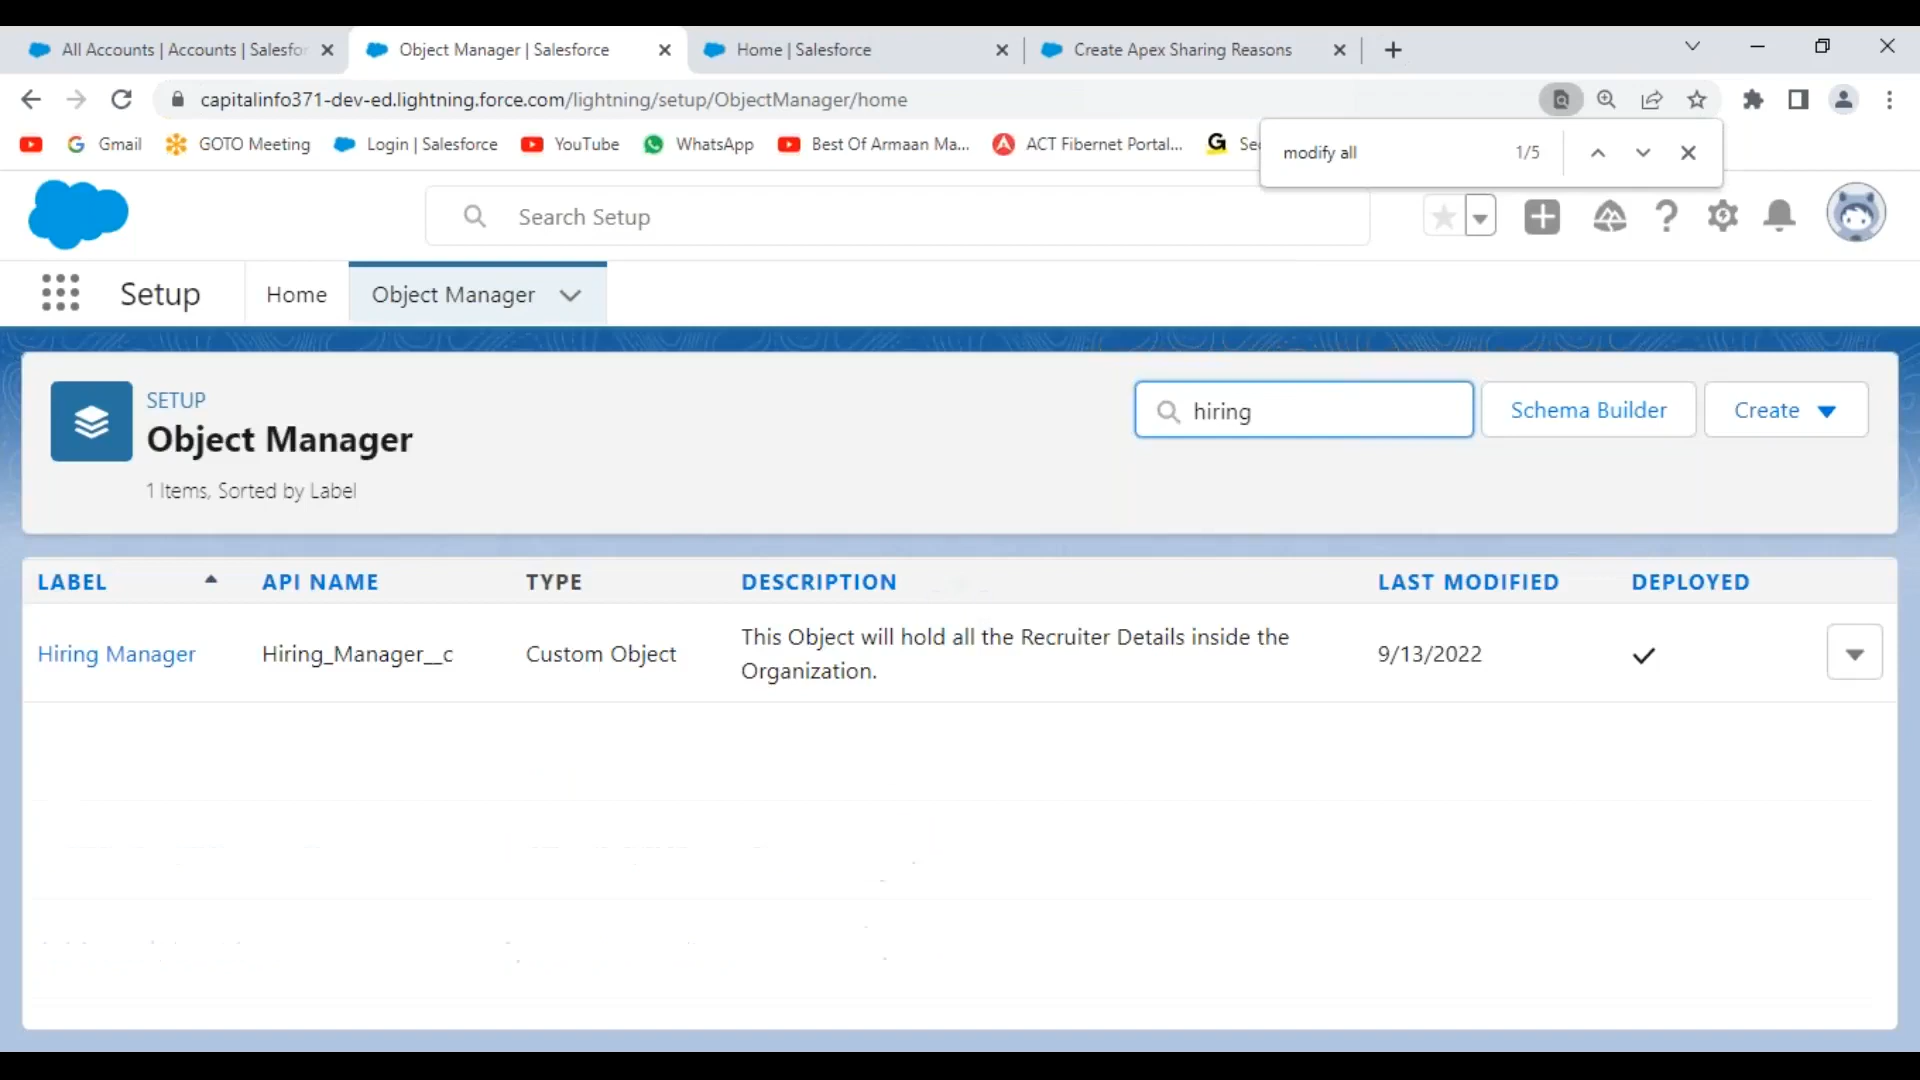 All Accounts | Accounts | Salesfor
Object Manager | Salesforce
Home | Salesforce
Create Apex Sharing Reasons
capitalinfo371-dev-ed.lightning.force.com/lightning/setup/ObjectManager/home
Gmail
GOTO Meeting
Login | Salesforce
YouTube
WhatsApp
Best Of Armaan Ma...
ACT Fibernet Portal...
Se
modify all
1/5
Search Setup
Setup
Home
Object Manager
SETUP
Object Manager
1 Items, Sorted by Label
hiring
Schema Builder
Create
LABEL
API NAME
TYPE
DESCRIPTION
LAST MODIFIED
DEPLOYED
Hiring Manager
Hiring_Manager__c
Custom Object
This Object will hold all the Recruiter Details inside the
Organization.
9/13/2022